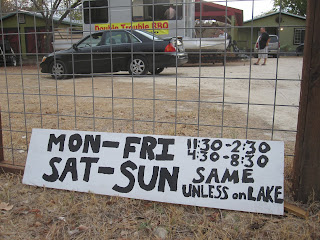 Double Trouble BBQ
MON-FRI 11:30-2:30
4:30-8:30
SAT-SUN SAME
UNLESS on LAKE